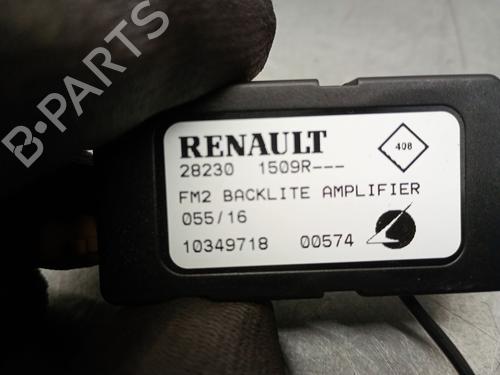 RENAULT
408
28230 1509R---
FM2 BACKLITE AMPLIFIER
055/16
10349718 00574
B-PARTS